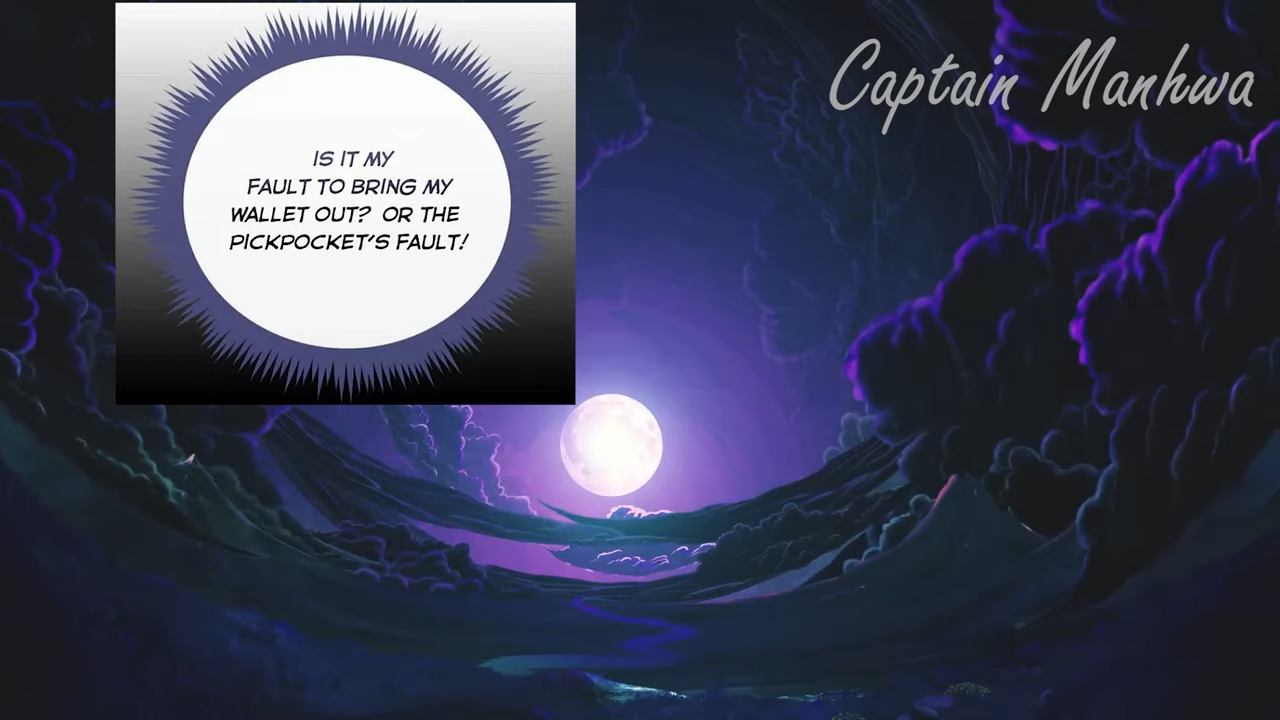 IS IT MY
FAULT TO BRING MY
WALLET OUT? OR THE
PICKPOCKET'S FAULT!
Captain Manhwa